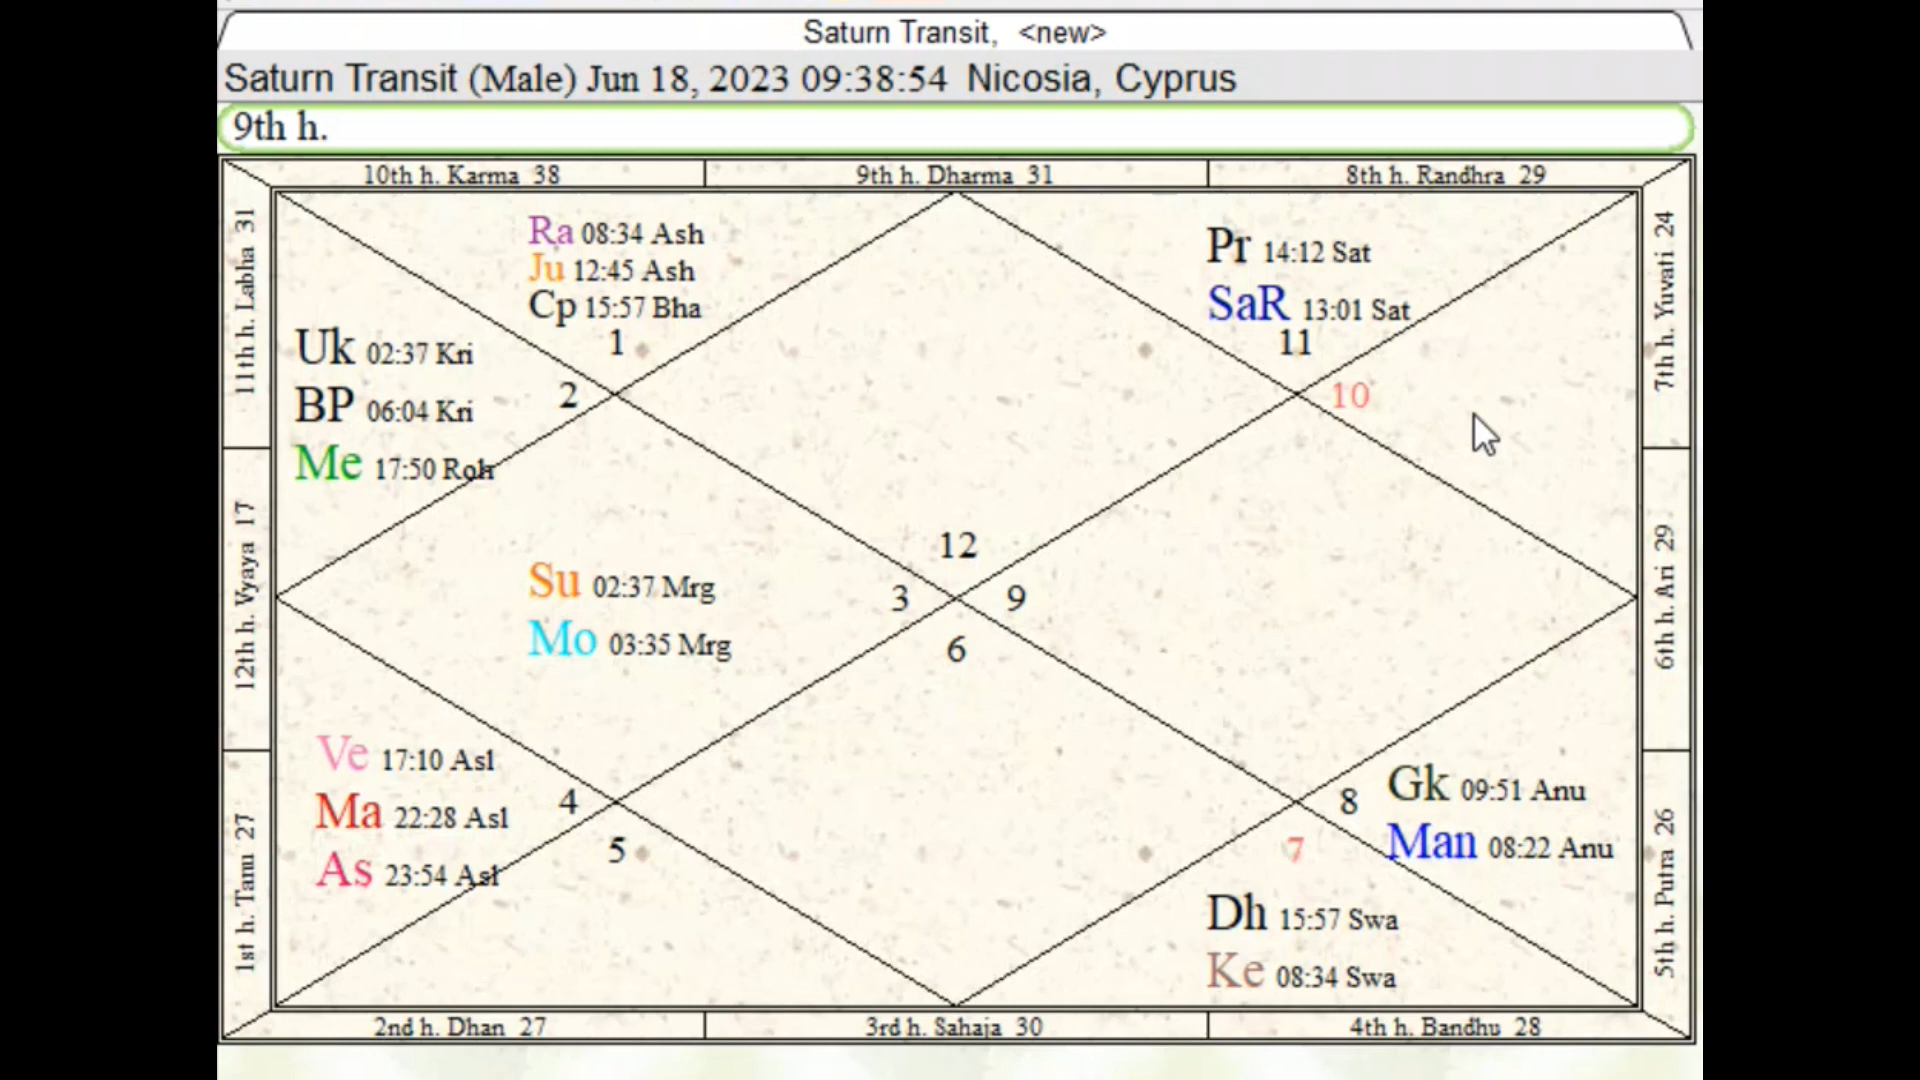 Saturn Transit, <new>
Saturn Transit (Male) Jun 18, 2023 09:38:54 Nicosia, Cyprus
9th h.
10th h. Karma 38
9th h. Dharma 31
8th h. Randhra 29
11th h. Labha 31
12th h. Vyaya 17
1st h. Tanu 27
Ra 08:34 Ash
Ju 12:45 Ash
Cp 15:57 Bha
1
Pr 14:12 Sat
SaR 13:01 Sat
11
Uk 02:37 Kri
BP 06:04 Kri
Me 17:50 Roh
2
10
12
Su 02:37 Mrg
Mo 03:35 Mrg
3
9
6
Ve 17:10 Asl
Ma 22:28 Asl
As 23:54 Asl
4
5
8
Gk 09:51 Anu
Man 08:22 Anu
7
Dh 15:57 Swa
Ke 08:34 Swa
7th h. Yuvati 24
6th h. Ari 29
5th h. Putra 26
2nd h. Dhan 27
3rd h. Sahaja 30
4th h. Bandhu 28